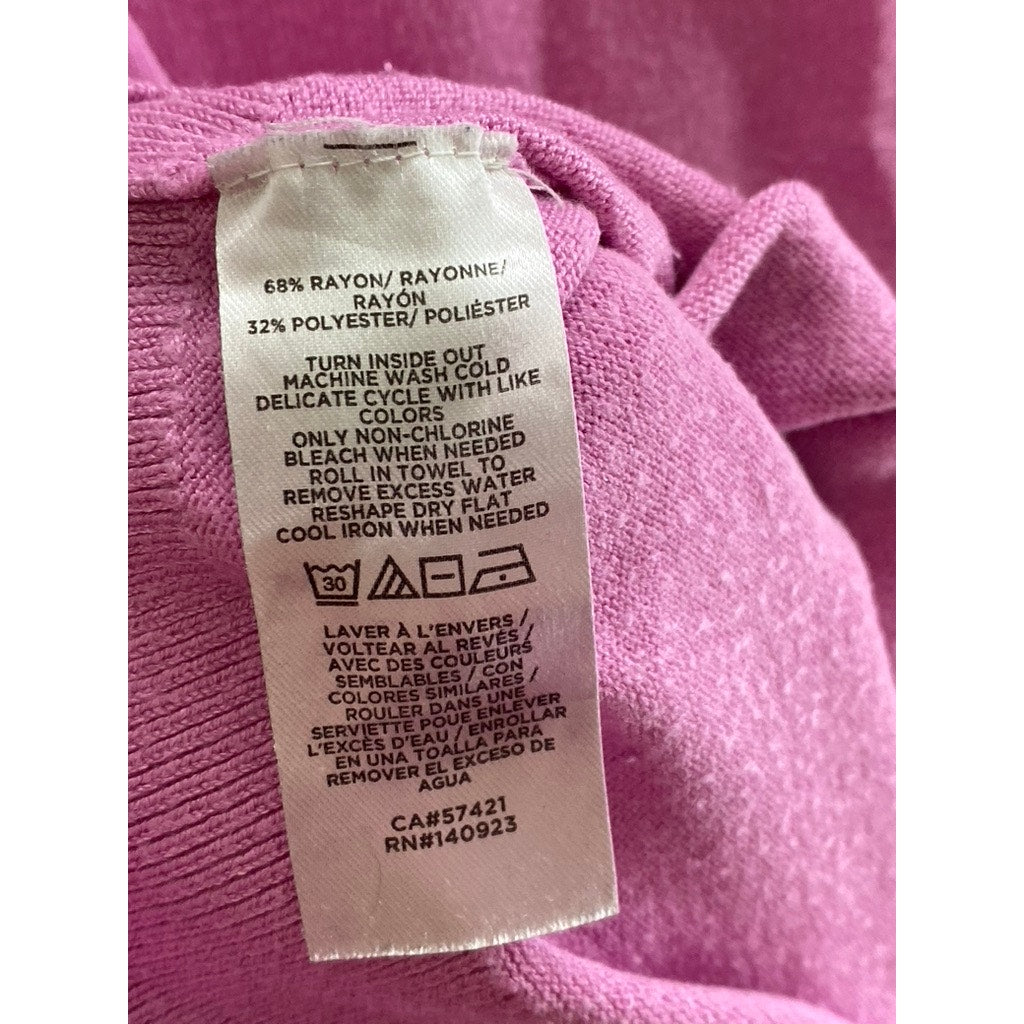 68% RAYON/ RAYONNE/
RAYÓN
32% POLYESTER/ POLIÉSTER
TURN INSIDE OUT
MACHINE WASH COLD
DELICATE CYCLE WITH LIKE
COLORS
ONLY NON-CHLORINE
BLEACH WHEN NEEDED
ROLL IN TOWEL TO
REMOVE EXCESS WATER
RESHAPE DRY FLAT
COOL IRON WHEN NEEDED
30
LAVER À L'ENVERS /
VOLTEAR AL REVÉS /
AVEC DES COULEURS
SEMBLABLES / CON
COLORES SIMILARES /
ROULER DANS UNE
SERVIETTE POUE ENLEVER
L'EXCÈS D'EAU / ENROLLAR
EN UNA TOALLA PARA
REMOVER EL EXCESO DE
AGUA
CA#57421
RN#140923